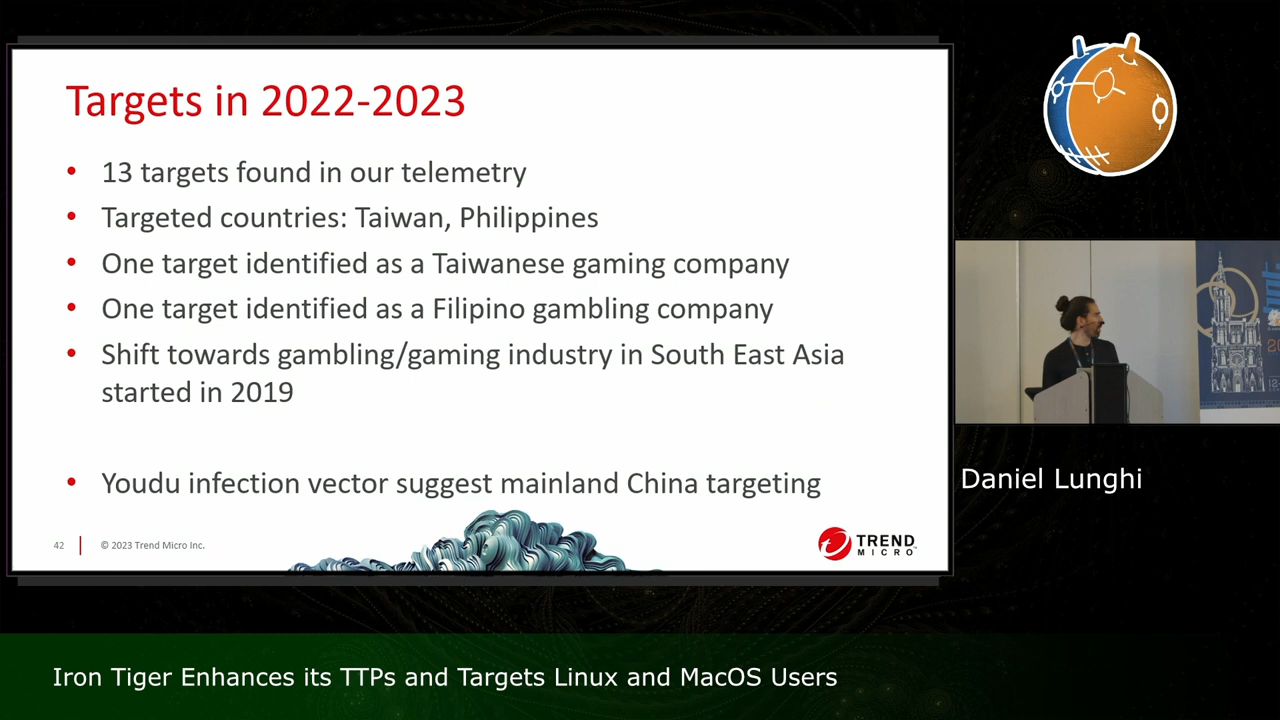 Targets in 2022-2023
• 13 targets found in our telemetry
• Targeted countries: Taiwan, Philippines
• One target identified as a Taiwanese gaming company
• One target identified as a Filipino gambling company
• Shift towards gambling/gaming industry in South East Asia
started in 2019
• Youdu infection vector suggest mainland China targeting
42
© 2023 Trend Micro Inc.
TREND
MICRO™
Daniel Lunghi
Iron Tiger Enhances its TTPs and Targets Linux and MacOS Users